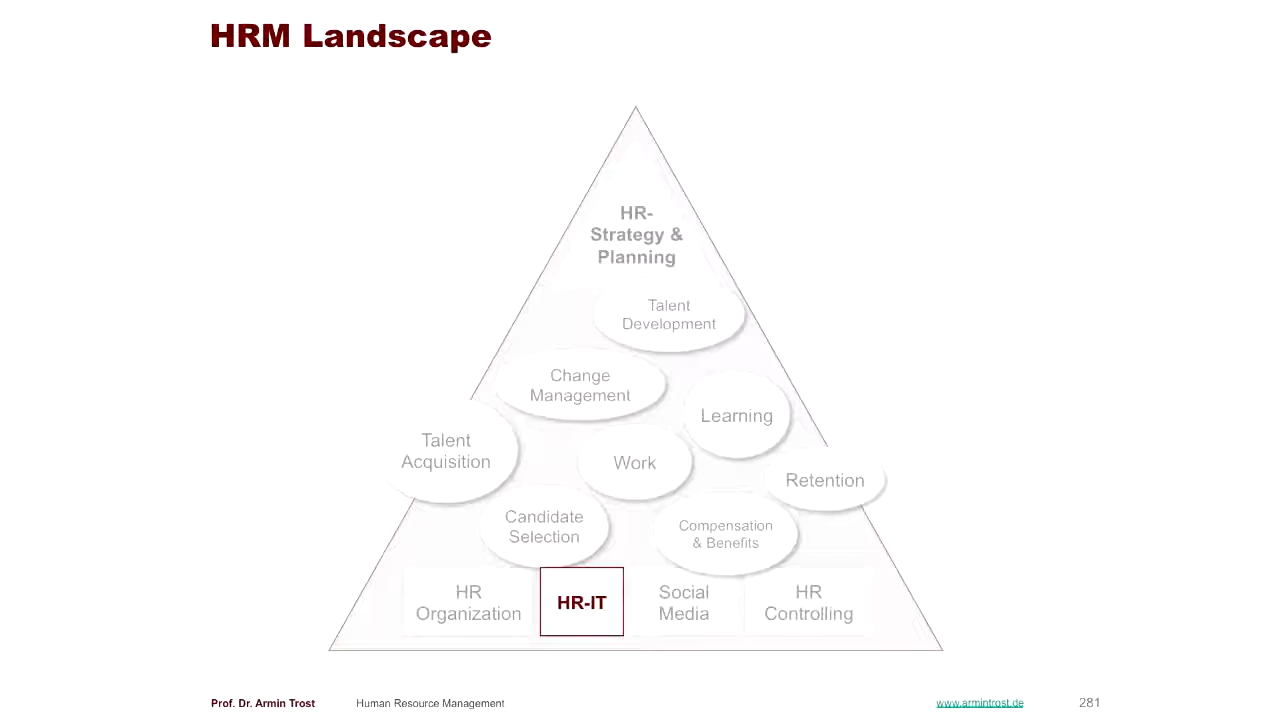 HRM Landscape
HR-
Strategy &
Planning
Talent
Development
Change
Management
Learning
Talent
Acquisition
Work
Retention
Candidate
Selection
Compensation
& Benefits
HR
Organization
HR-IT
Social
Media
HR
Controlling
Prof. Dr. Armin Trost
Human Resource Management
www.armintrost.de
281